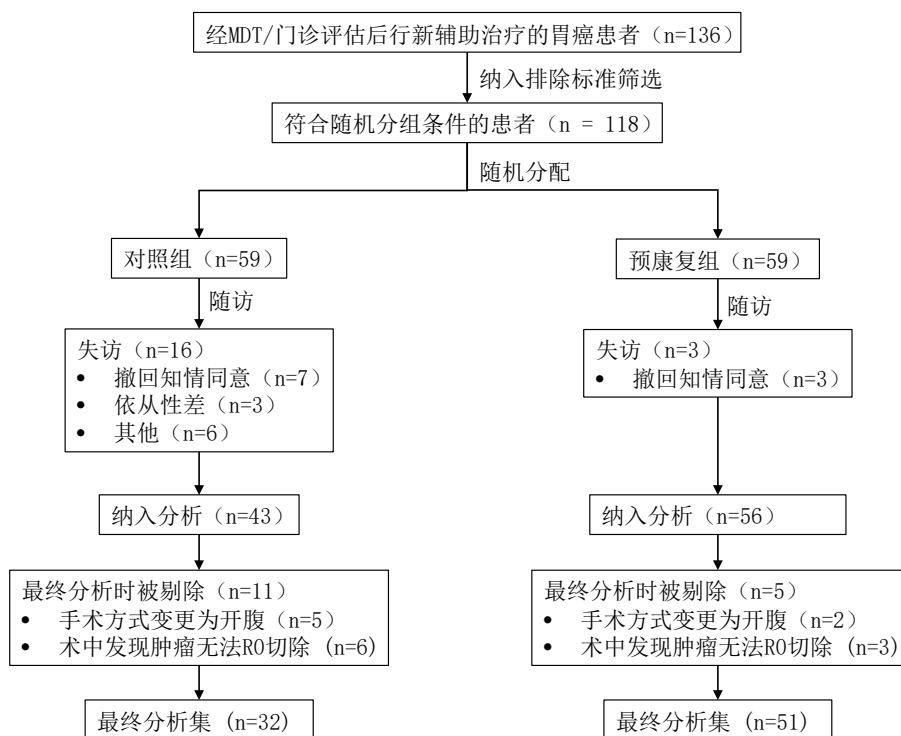 经MDT/门诊评估后行新辅助治疗的胃癌患者（n=136）
纳入排除标准筛选
符合随机分组条件的患者（n = 118）
随机分配
对照组（n=59）
预康复组（n=59）
随访
随访
失访（n=16）
• 撤回知情同意（n=7）
• 依从性差（n=3）
• 其他（n=6）
失访（n=3）
• 撤回知情同意（n=3）
纳入分析（n=43）
纳入分析（n=56）
最终分析时被剔除（n=11）
• 手术方式变更为开腹（n=5）
• 术中发现肿瘤无法R0切除 (n=6)
最终分析时被剔除（n=5）
• 手术方式变更为开腹（n=2）
• 术中发现肿瘤无法R0切除 (n=3)
最终分析集 (n=32)
最终分析集 (n=51)